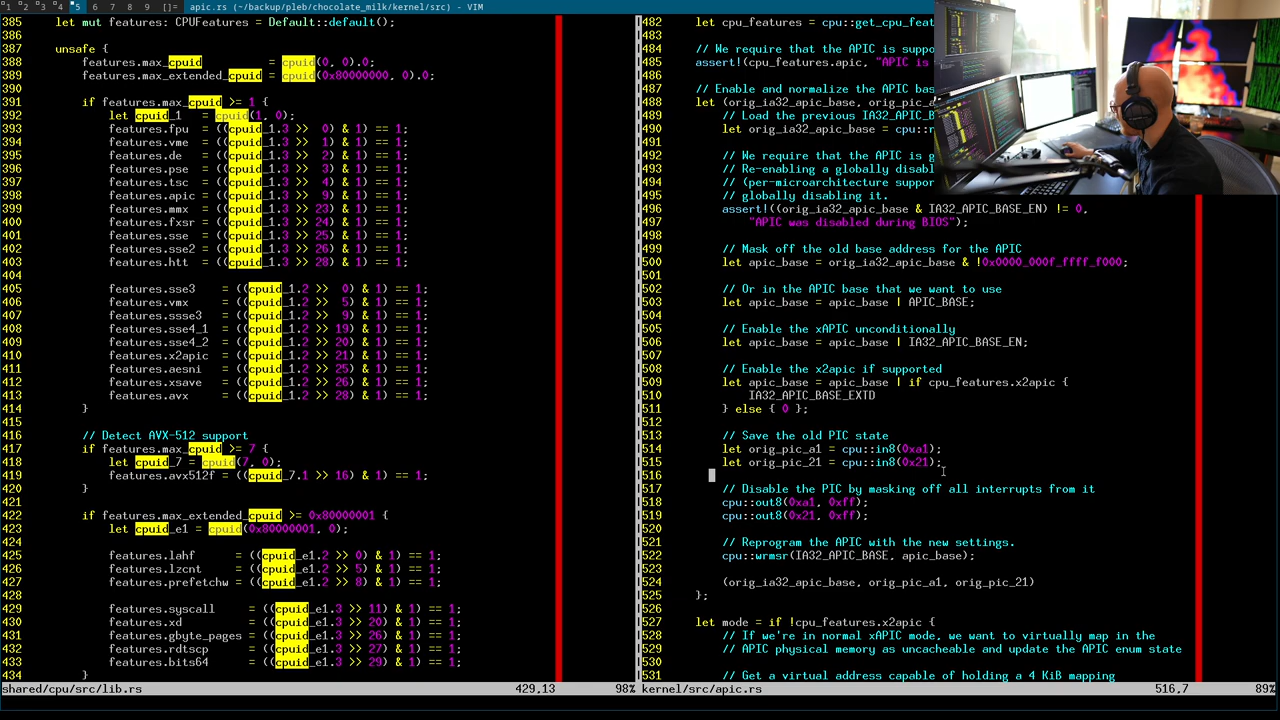 1 2 3 4 5 6 7 8 9 []= apic.rs (~/backup/pleb/chocolate_milk/kernel/src) - VIM
385     let mut features: CPUFeatures = Default::default();
386
387     unsafe {
388         features.max_cpuid          = cpuid(0, 0).0;
389         features.max_extended_cpuid = cpuid(0x80000000, 0).0;
390
391         if features.max_cpuid >= 1 {
392             let cpuid_1   = cpuid(1, 0);
393             features.fpu  = ((cpuid_1.3 >>  0) & 1) == 1;
394             features.vme  = ((cpuid_1.3 >>  1) & 1) == 1;
395             features.de   = ((cpuid_1.3 >>  2) & 1) == 1;
396             features.pse  = ((cpuid_1.3 >>  3) & 1) == 1;
397             features.tsc  = ((cpuid_1.3 >>  4) & 1) == 1;
398             features.apic = ((cpuid_1.3 >>  9) & 1) == 1;
399             features.mmx  = ((cpuid_1.3 >> 23) & 1) == 1;
400             features.fxsr = ((cpuid_1.3 >> 24) & 1) == 1;
401             features.sse  = ((cpuid_1.3 >> 25) & 1) == 1;
402             features.sse2 = ((cpuid_1.3 >> 26) & 1) == 1;
403             features.htt  = ((cpuid_1.3 >> 28) & 1) == 1;
404
405             features.sse3    = ((cpuid_1.2 >>  0) & 1) == 1;
406             features.vmx     = ((cpuid_1.2 >>  5) & 1) == 1;
407             features.ssse3   = ((cpuid_1.2 >>  9) & 1) == 1;
408             features.sse4_1  = ((cpuid_1.2 >> 19) & 1) == 1;
409             features.sse4_2  = ((cpuid_1.2 >> 20) & 1) == 1;
410             features.x2apic  = ((cpuid_1.2 >> 21) & 1) == 1;
411             features.aesni   = ((cpuid_1.2 >> 25) & 1) == 1;
412             features.xsave   = ((cpuid_1.2 >> 26) & 1) == 1;
413             features.avx     = ((cpuid_1.2 >> 28) & 1) == 1;
414         }
415
416         // Detect AVX-512 support
417         if features.max_cpuid >= 7 {
418             let cpuid_7 = cpuid(7, 0);
419             features.avx512f = ((cpuid_7.1 >> 16) & 1) == 1;
420         }
421
422         if features.max_extended_cpuid >= 0x80000001 {
423             let cpuid_e1 = cpuid(0x80000001, 0);
424
425             features.lahf      = ((cpuid_e1.2 >> 0) & 1) == 1;
426             features.lzcnt     = ((cpuid_e1.2 >> 5) & 1) == 1;
427             features.prefetchw = ((cpuid_e1.2 >> 8) & 1) == 1;
428
429             features.syscall     = ((cpuid_e1.3 >> 11) & 1) == 1;
430             features.xd          = ((cpuid_e1.3 >> 20) & 1) == 1;
431             features.gbyte_pages = ((cpuid_e1.3 >> 26) & 1) == 1;
432             features.rdtscp      = ((cpuid_e1.3 >> 27) & 1) == 1;
433             features.bits64      = ((cpuid_e1.3 >> 29) & 1) == 1;
434         }
shared/cpu/src/lib.rs 429,13 98%
482     let cpu_features = cpu::get_cpu_fe
483
484     // We require that the APIC is suppo
485     assert!(cpu_features.apic, "APIC is
486
487     // Enable and normalize the APIC bas
488     let (orig_ia32_apic_base, orig_pic_a
489         // Load the previous IA32_APIC_B
490         let orig_ia32_apic_base = cpu::r
491
492         // We require that the APIC is g
493         // Re-enabling a globally disabl
494         // (per-microarchitecture suppor
495         // globally disabling it.
496         assert!((orig_ia32_apic_base & IA32_APIC_BASE_EN) != 0,
497             "APIC was disabled during BIOS");
498
499         // Mask off the old base address for the APIC
500         let apic_base = orig_ia32_apic_base & !0x0000_000f_ffff_f000;
501
502         // Or in the APIC base that we want to use
503         let apic_base = apic_base | APIC_BASE;
504
505         // Enable the xAPIC unconditionally
506         let apic_base = apic_base | IA32_APIC_BASE_EN;
507
508         // Enable the x2apic if supported
509         let apic_base = apic_base | if cpu_features.x2apic {
510             IA32_APIC_BASE_EXTD
511         } else { 0 };
512
513         // Save the old PIC state
514         let orig_pic_a1 = cpu::in8(0xa1);
515         let orig_pic_21 = cpu::in8(0x21);
516
517         // Disable the PIC by masking off all interrupts from it
518         cpu::out8(0xa1, 0xff);
519         cpu::out8(0x21, 0xff);
520
521         // Reprogram the APIC with the new settings.
522         cpu::wrmsr(IA32_APIC_BASE, apic_base);
523
524         (orig_ia32_apic_base, orig_pic_a1, orig_pic_21)
525     };
526
527     let mode = if !cpu_features.x2apic {
528         // If we're in normal xAPIC mode, we want to virtually map in the
529         // APIC physical memory as uncacheable and update the APIC enum state
530
531         // Get a virtual address capable of holding a 4 KiB mapping
kernel/src/apic.rs 516,7 89%